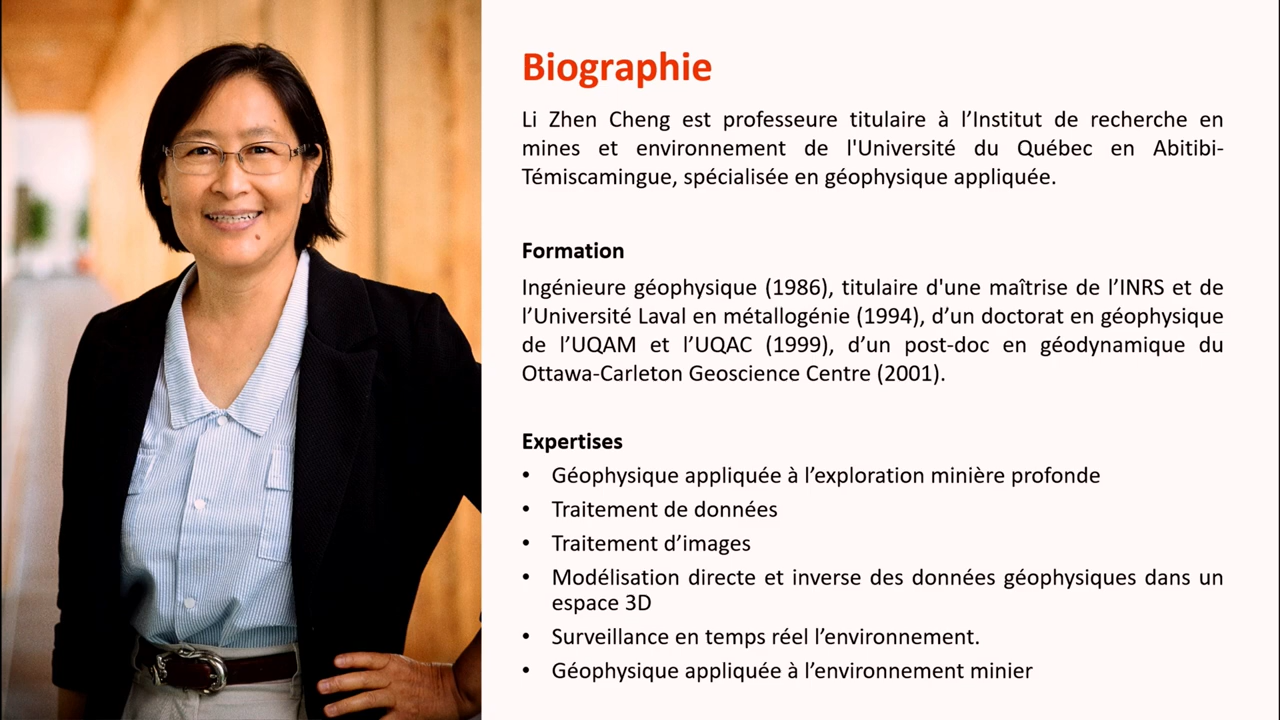 Biographie
Li Zhen Cheng est professeure titulaire à l’Institut de recherche en
mines et environnement de l'Université du Québec en Abitibi-
Témiscamingue, spécialisée en géophysique appliquée.
Formation
Ingénieure géophysique (1986), titulaire d'une maîtrise de l’INRS et de
l’Université Laval en métallogénie (1994), d’un doctorat en géophysique
de l’UQAM et l’UQAC (1999), d’un post-doc en géodynamique du
Ottawa-Carleton Geoscience Centre (2001).
Expertises
• Géophysique appliquée à l’exploration minière profonde
• Traitement de données
• Traitement d’images
• Modélisation directe et inverse des données géophysiques dans un
espace 3D
• Surveillance en temps réel l’environnement.
• Géophysique appliquée à l’environnement minier